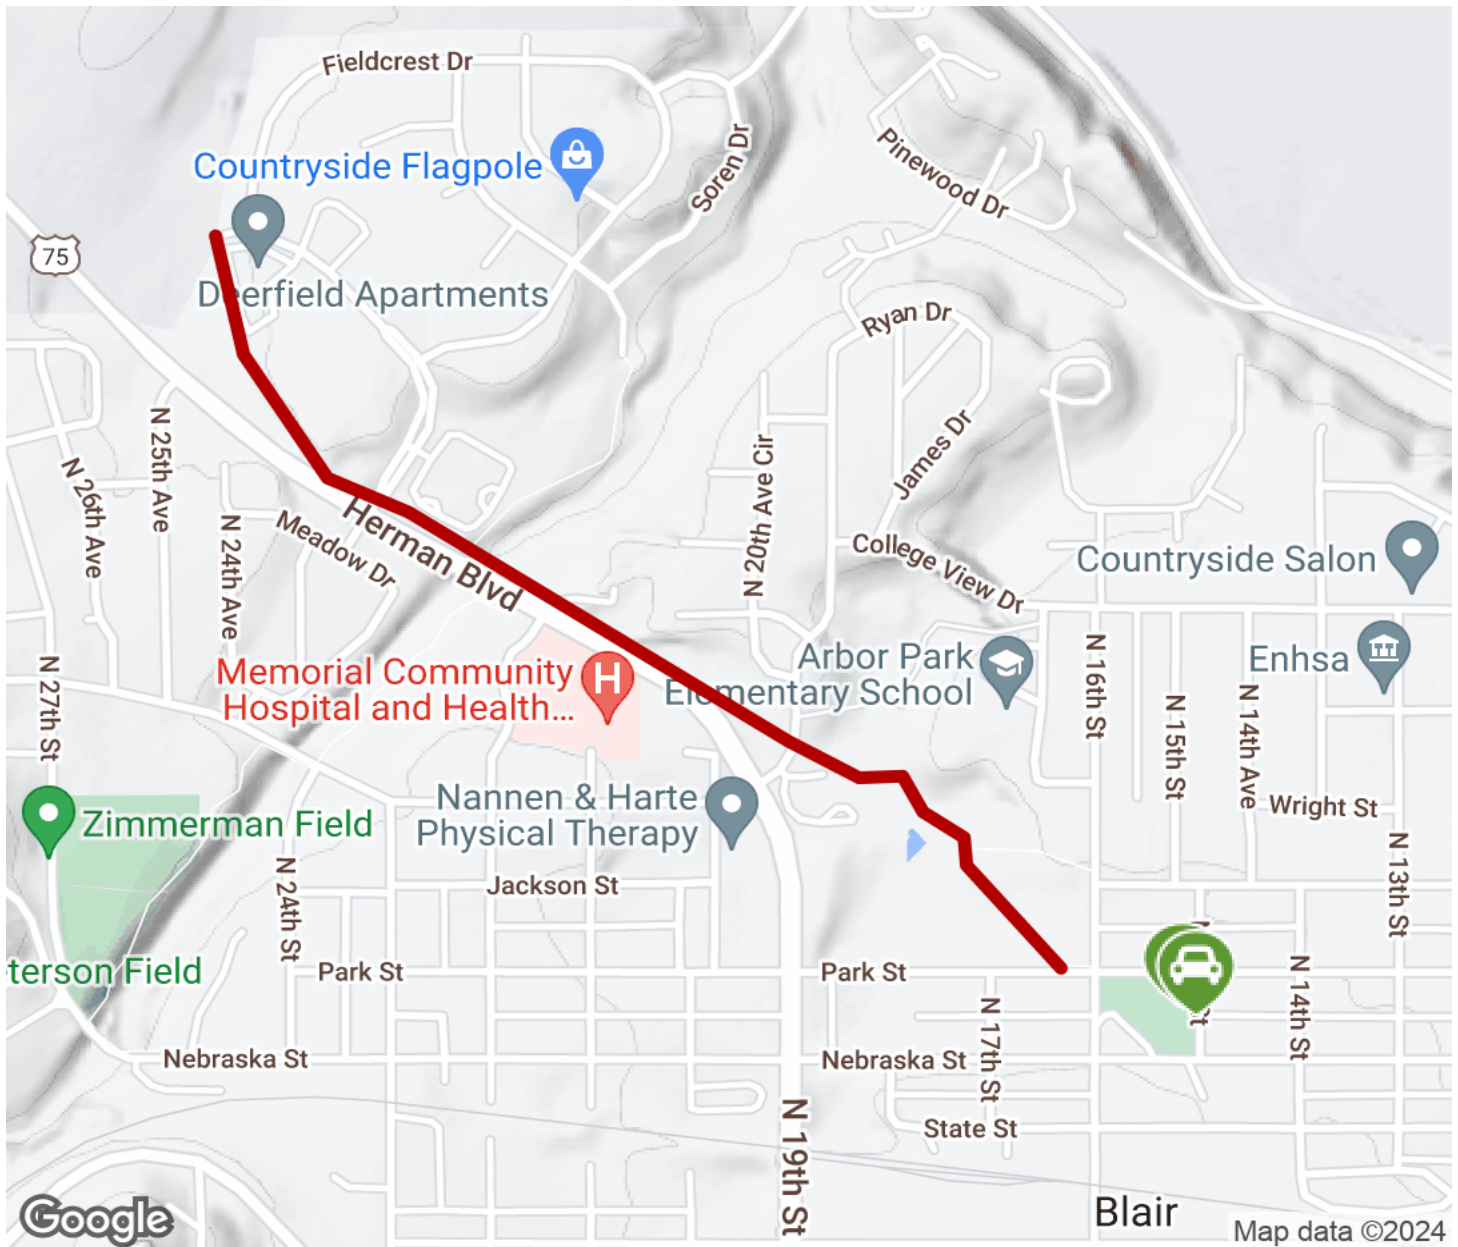 Fieldcrest Dr
Countryside Flagpole
Soren Dr
Pinewood Dr
75
Deerfield Apartments
Ryan Dr
N 25th Ave
N 26th Ave
N 24th Ave
Meadow Dr
Herman Blvd
N 20th Ave Cir
James Dr
College View Dr
Countryside Salon
N 27th St
Memorial Community
Hospital and Health...
H
Arbor Park
Elementary School
N 16th St
Enhsa
N 15th St
N 14th Ave
Wright St
Zimmerman Field
Nannen & Harte
Physical Therapy
Jackson St
N 24th St
N 13th St
terson Field
Park St
Park St
N 17th St
N 14th St
St
Nebraska St
Nebraska St
State St
N 19th St
Blair
Google
Map data ©2024